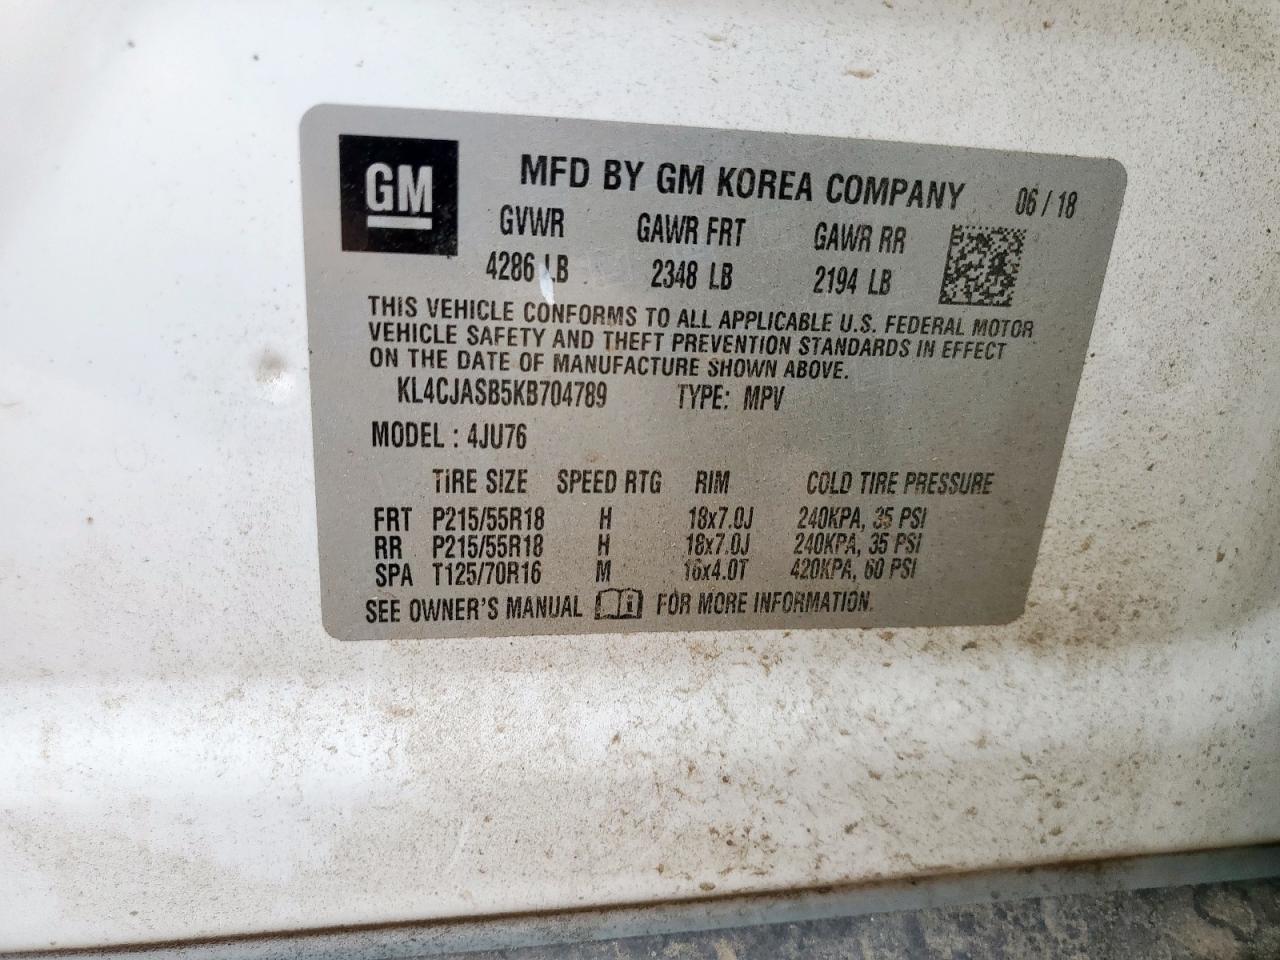 GM
MFD BY GM KOREA COMPANY 06 / 18
GVWR GAWR FRT GAWR RR
4286 LB 2348 LB 2194 LB
THIS VEHICLE CONFORMS TO ALL APPLICABLE U.S. FEDERAL MOTOR
VEHICLE SAFETY AND THEFT PREVENTION STANDARDS IN EFFECT
ON THE DATE OF MANUFACTURE SHOWN ABOVE.
KL4CJASB5KB704789 TYPE: MPV
MODEL : 4JU76
TIRE SIZE SPEED RTG RIM COLD TIRE PRESSURE
FRT P215/55R18 H 18x7.0J 240KPA, 35 PSI
RR P215/55R18 H 18x7.0J 240KPA, 35 PSI
SPA T125/70R16 M 16x4.0T 420KPA, 60 PSI
SEE OWNER'S MANUAL FOR MORE INFORMATION.